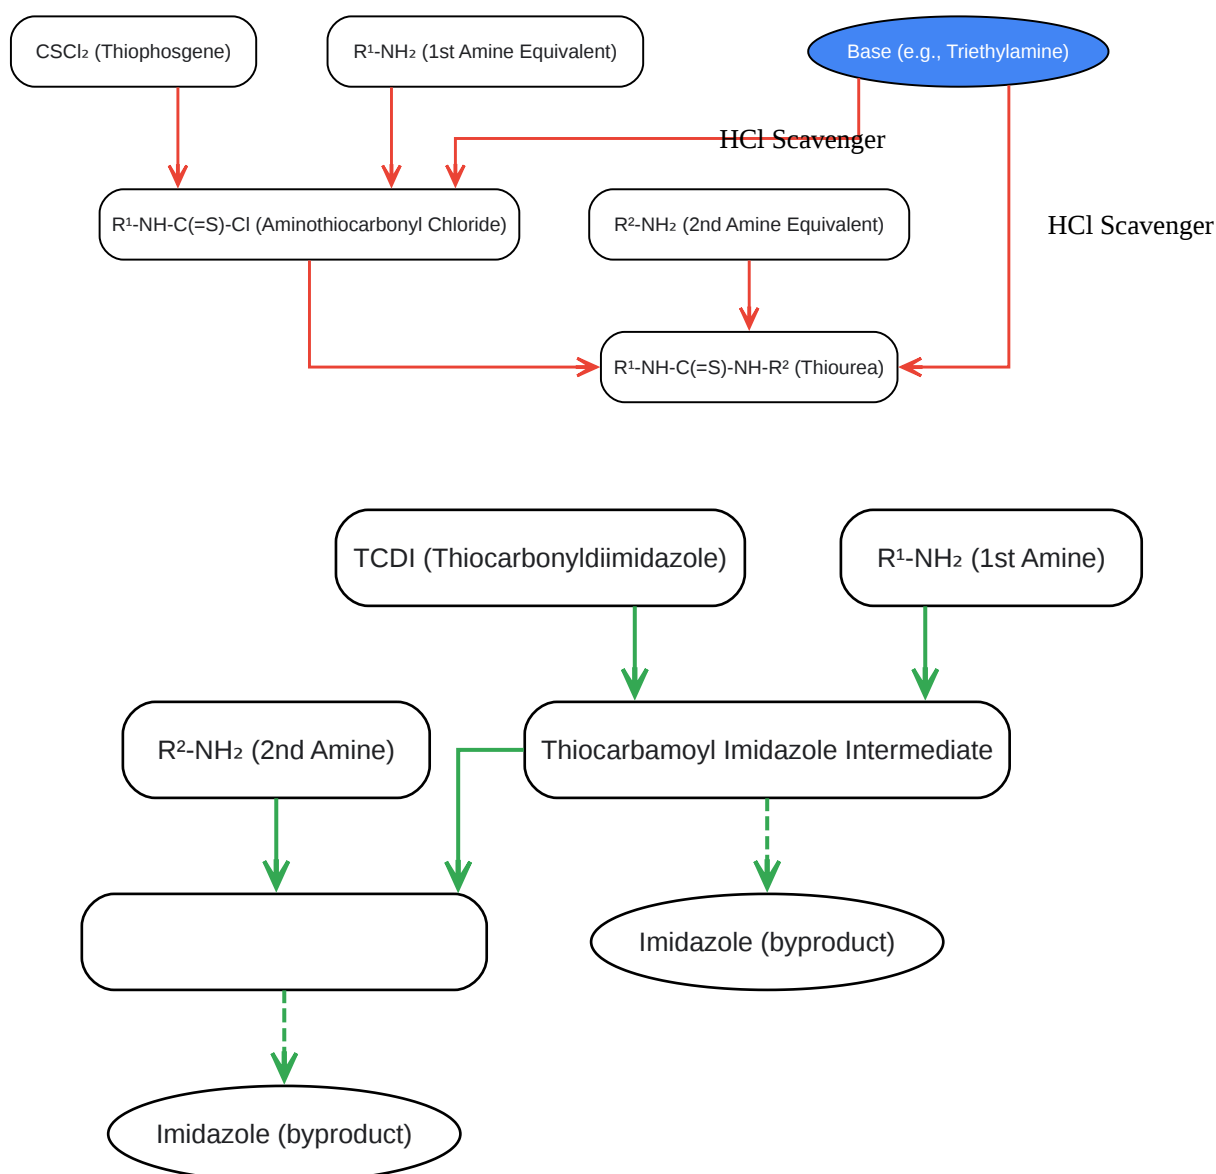 CSCl₂ (Thiophosgene)
R¹-NH₂ (1st Amine Equivalent)
Base (e.g., Triethylamine)
HCl Scavenger
R¹-NH-C(=S)-Cl (Aminothiocarbonyl Chloride)
R²-NH₂ (2nd Amine Equivalent)
HCl Scavenger
R¹-NH-C(=S)-NH-R² (Thiourea)
TCDI (Thiocarbonyldiimidazole)
R¹-NH₂ (1st Amine)
R²-NH₂ (2nd Amine)
Thiocarbamoyl Imidazole Intermediate
Imidazole (byproduct)
Imidazole (byproduct)